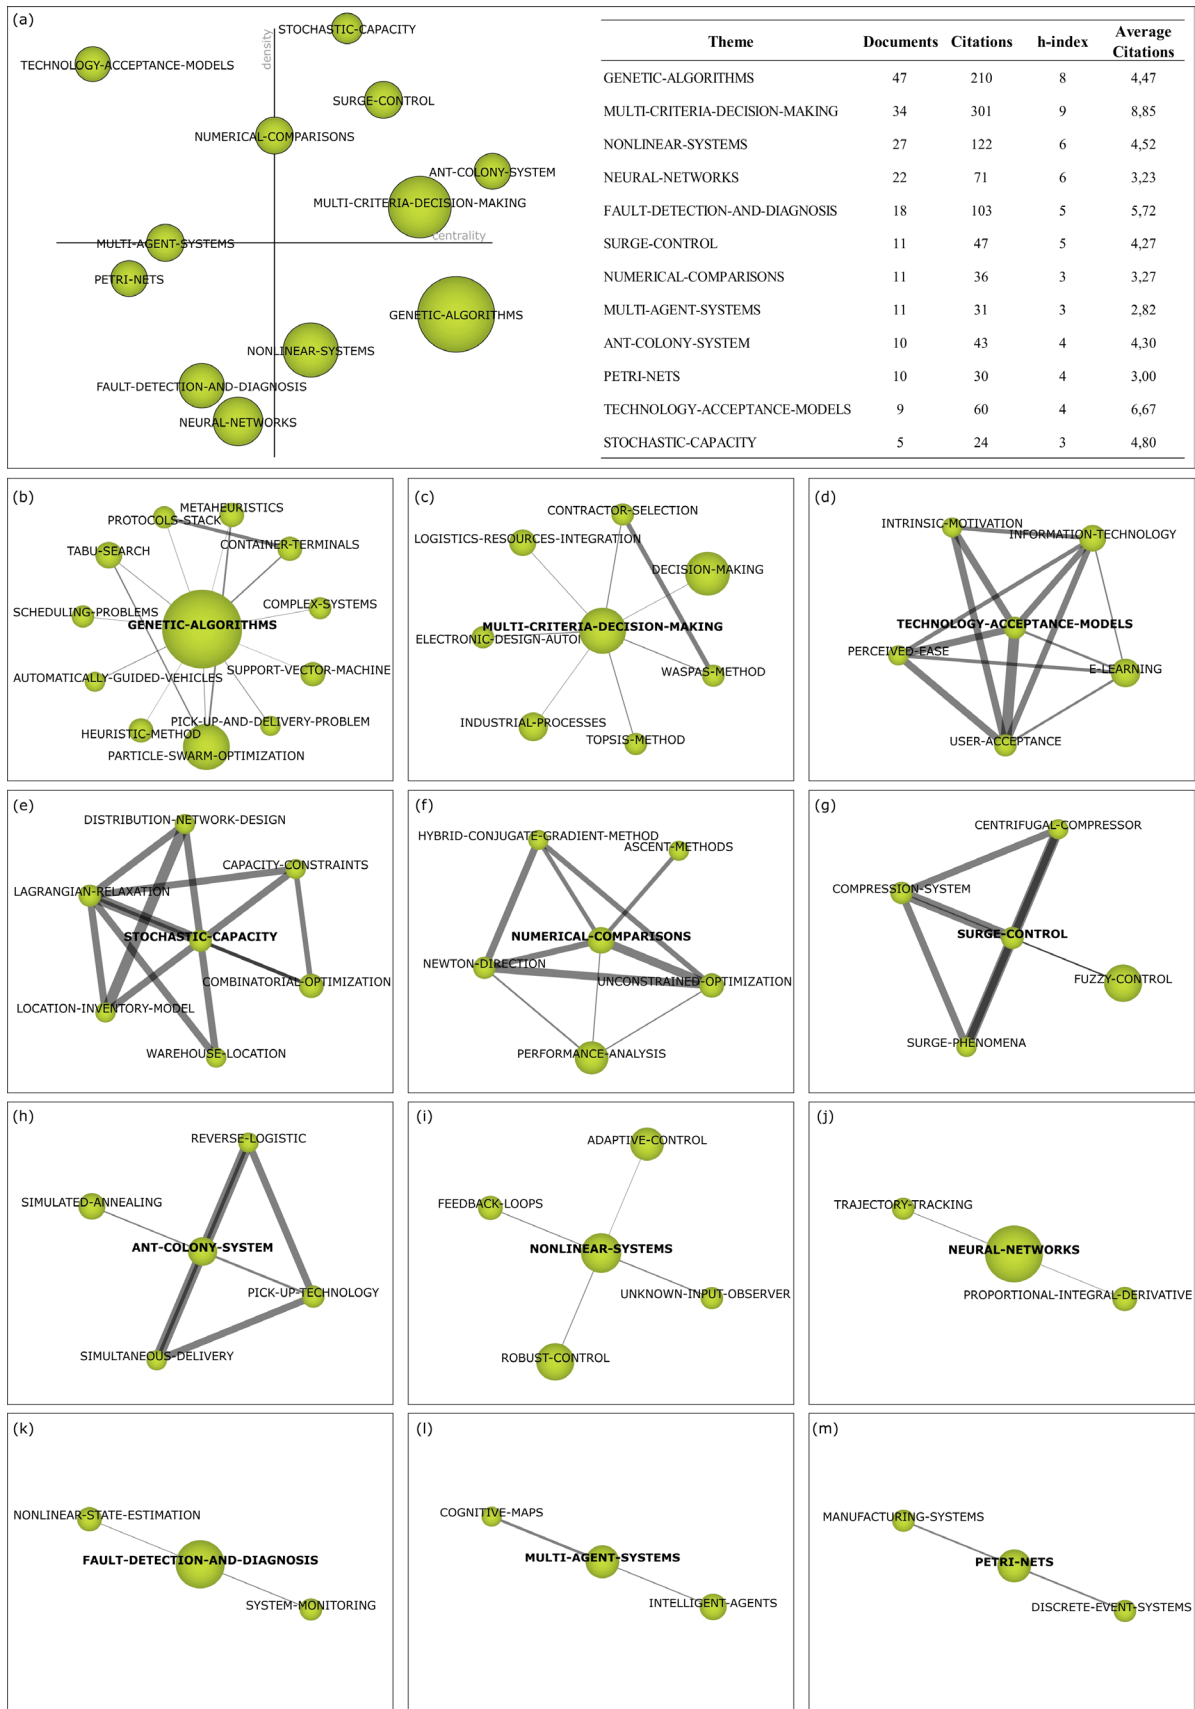 (a)
STOCHASTIC-CAPACITY
density
TECHNOLOGY-ACCEPTANCE-MODELS
SURGE-CONTROL
NUMERICAL-COMPARISONS
ANT-COLONY-SYSTEM
MULTI-CRITERIA-DECISION-MAKING
centrality
MULTI-AGENT-SYSTEMS
PETRI-NETS
GENETIC-ALGORITHMS
NONLINEAR-SYSTEMS
FAULT-DETECTION-AND-DIAGNOSIS
NEURAL-NETWORKS
Theme Documents Citations h-index Average Citations
GENETIC-ALGORITHMS 47 210 8 4,47
MULTI-CRITERIA-DECISION-MAKING 34 301 9 8,85
NONLINEAR-SYSTEMS 27 122 6 4,52
NEURAL-NETWORKS 22 71 6 3,23
FAULT-DETECTION-AND-DIAGNOSIS 18 103 5 5,72
SURGE-CONTROL 11 47 5 4,27
NUMERICAL-COMPARISONS 11 36 3 3,27
MULTI-AGENT-SYSTEMS 11 31 3 2,82
ANT-COLONY-SYSTEM 10 43 4 4,30
PETRI-NETS 10 30 4 3,00
TECHNOLOGY-ACCEPTANCE-MODELS 9 60 4 6,67
STOCHASTIC-CAPACITY 5 24 3 4,80
(b)
METAHEURISTICS
PROTOCOLS-STACK
CONTAINER-TERMINALS
TABU-SEARCH
COMPLEX-SYSTEMS
SCHEDULING-PROBLEMS
GENETIC-ALGORITHMS
SUPPORT-VECTOR-MACHINE
AUTOMATICALLY-GUIDED-VEHICLES
PICK-UP-AND-DELIVERY-PROBLEM
HEURISTIC-METHOD
PARTICLE-SWARM-OPTIMIZATION
(c)
CONTRACTOR-SELECTION
LOGISTICS-RESOURCES-INTEGRATION
DECISION-MAKING
MULTI-CRITERIA-DECISION-MAKING
ELECTRONIC-DESIGN-AUTOM
WASPAS-METHOD
INDUSTRIAL-PROCESSES
TOPSIS-METHOD
(d)
INTRINSIC-MOTIVATION
INFORMATION-TECHNOLOGY
TECHNOLOGY-ACCEPTANCE-MODELS
PERCEIVED-EASE
E-LEARNING
USER-ACCEPTANCE
(e)
DISTRIBUTION-NETWORK-DESIGN
CAPACITY-CONSTRAINTS
LAGRANGIAN-RELAXATION
STOCHASTIC-CAPACITY
COMBINATORIAL-OPTIMIZATION
LOCATION-INVENTORY-MODEL
WAREHOUSE-LOCATION
(f)
HYBRID-CONJUGATE-GRADIENT-METHOD
ASCENT-METHODS
NUMERICAL-COMPARISONS
NEWTON-DIRECTION
UNCONSTRAINED-OPTIMIZATION
PERFORMANCE-ANALYSIS
(g)
CENTRIFUGAL-COMPRESSOR
COMPRESSION-SYSTEM
SURGE-CONTROL
FUZZY-CONTROL
SURGE-PHENOMENA
(h)
REVERSE-LOGISTIC
SIMULATED-ANNEALING
ANT-COLONY-SYSTEM
PICK-UP-TECHNOLOGY
SIMULTANEOUS-DELIVERY
(i)
ADAPTIVE-CONTROL
FEEDBACK-LOOPS
NONLINEAR-SYSTEMS
UNKNOWN-INPUT-OBSERVER
ROBUST-CONTROL
(j)
TRAJECTORY-TRACKING
NEURAL-NETWORKS
PROPORTIONAL-INTEGRAL-DERIVATIVE
(k)
NONLINEAR-STATE-ESTIMATION
FAULT-DETECTION-AND-DIAGNOSIS
SYSTEM-MONITORING
(l)
COGNITIVE-MAPS
MULTI-AGENT-SYSTEMS
INTELLIGENT-AGENTS
(m)
MANUFACTURING-SYSTEMS
PETRI-NETS
DISCRETE-EVENT-SYSTEMS